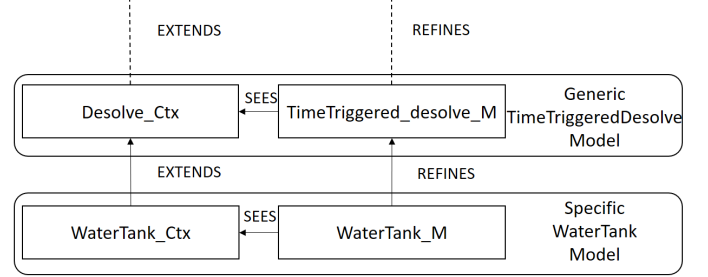 EXTENDS
REFINES
Desolve_Ctx
SEES
TimeTriggered_desolve_M
Generic
TimeTriggeredDesolve
Model
EXTENDS
REFINES
WaterTank_Ctx
SEES
WaterTank_M
Specific
WaterTank
Model